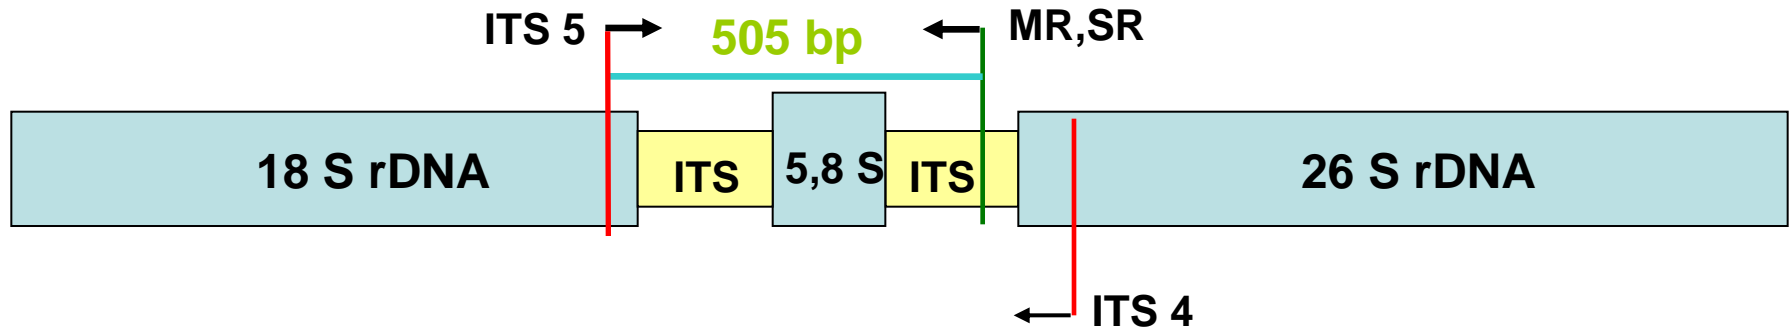 ITS 5
505 bp
MR,SR
18 S rDNA
ITS
5,8 S
ITS
26 S rDNA
ITS 4